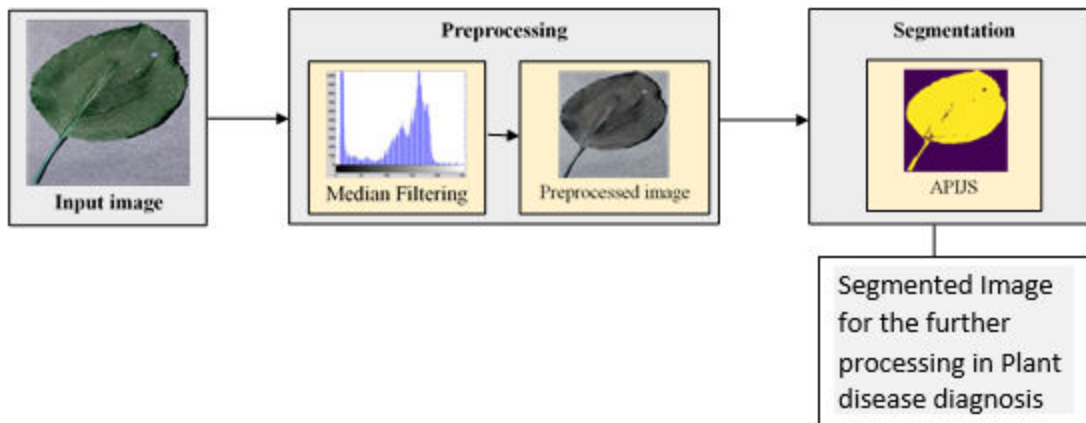 Input image
Preprocessing
Median Filtering
Preprocessed image
Segmentation
APIJS
Segmented Image
for the further
processing in Plant
disease diagnosis